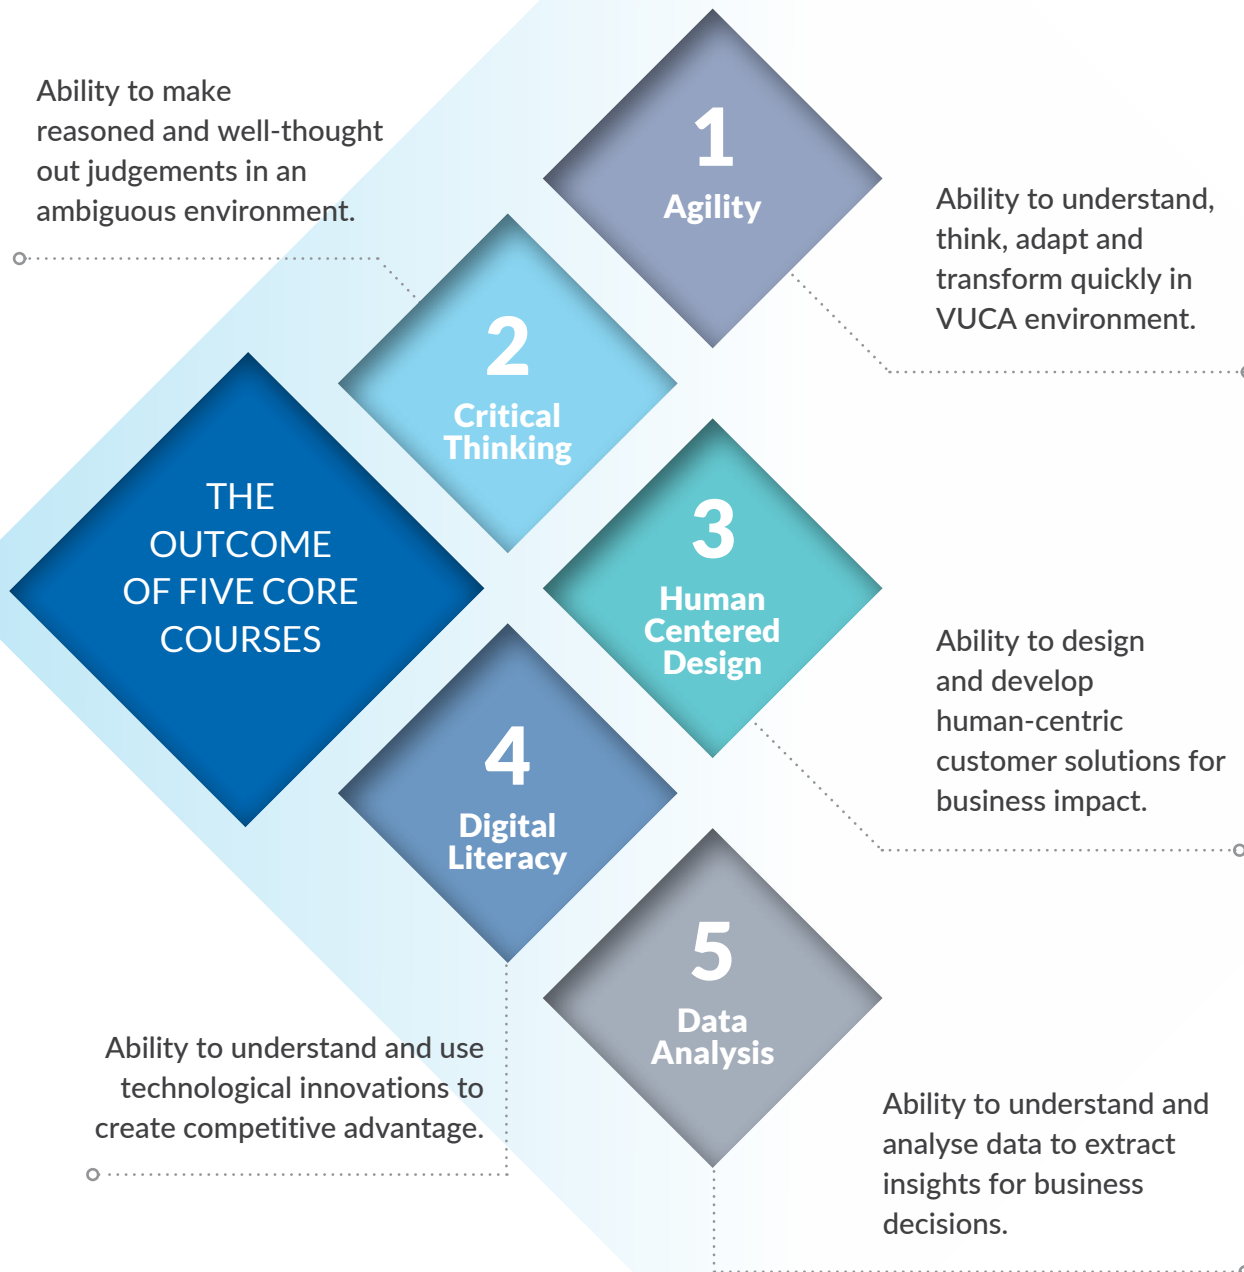 THE
OUTCOME
OF FIVE CORE
COURSES
1
Agility
Ability to understand,
think, adapt and
transform quickly in
VUCA environment.
2
Critical
Thinking
Ability to make
reasoned and well-thought
out judgements in an
ambiguous environment.
3
Human
Centered
Design
Ability to design
and develop
human-centric
customer solutions for
business impact.
4
Digital
Literacy
Ability to understand and use
technological innovations to
create competitive advantage.
5
Data
Analysis
Ability to understand and
analyse data to extract
insights for business
decisions.